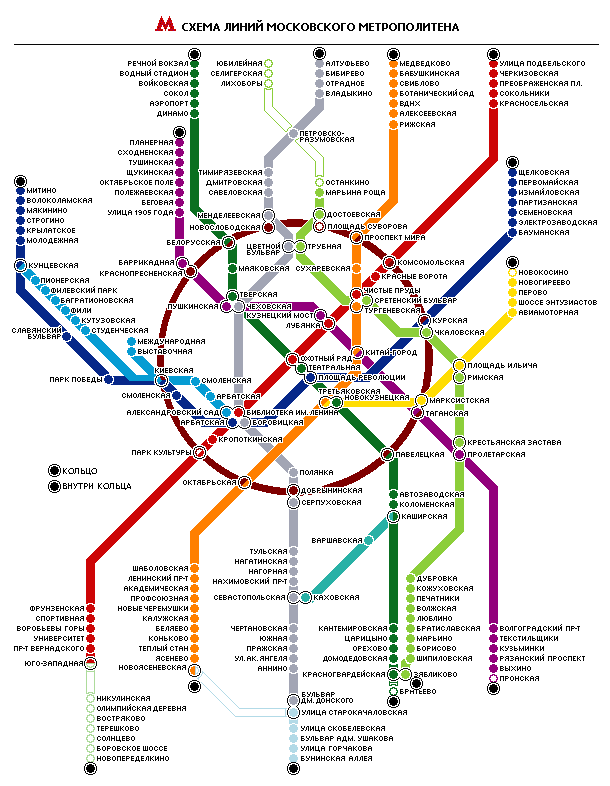 СХЕМА ЛИНИЙ МОСКОВСКОГО МЕТРОПОЛИТЕНА
РЕЧНОЙ ВОКЗАЛ
ВОДНЫЙ СТАДИОН
ВОЙКОВСКАЯ
СОКОЛ
АЭРОПОРТ
ДИНАМО
ЮБИЛЕЙНАЯ
СЕЛИГЕРСКАЯ
ЛИХОБОРЫ
АЛТУФЬЕВО
БИБИРЕВО
ОТРАДНОЕ
ВЛАДЫКИНО
МЕДВЕДКОВО
БАБУШКИНСКАЯ
СВИБЛОВО
БОТАНИЧЕСКИЙ САД
ВДНХ
АЛЕКСЕЕВСКАЯ
РИЖСКАЯ
УЛИЦА ПОДБЕЛЬСКОГО
ЧЕРКИЗОВСКАЯ
ПРЕОБРАЖЕНСКАЯ ПЛ.
СОКОЛЬНИКИ
КРАСНОСЕЛЬСКАЯ
ПЕТРОВСКО-
РАЗУМОВСКАЯ
ПЛАНЕРНАЯ
СХОДНЕНСКАЯ
ТУШИНСКАЯ
ЩУКИНСКАЯ
ОКТЯБРЬСКОЕ ПОЛЕ
ПОЛЕЖАЕВСКАЯ
БЕГОВАЯ
УЛИЦА 1905 ГОДА
ТИМИРЯЗЕВСКАЯ
ДМИТРОВСКАЯ
САВЕЛОВСКАЯ
ОСТАНКИНО
МАРЬИНА РОЩА
МИТИНО
ВОЛОКОЛАМСКАЯ
МЯКИНИНО
СТРОГИНО
КРЫЛАТСКОЕ
МОЛОДЕЖНАЯ
ЩЕЛКОВСКАЯ
ПЕРВОМАЙСКАЯ
ИЗМАЙЛОВСКАЯ
ПАРТИЗАНСКАЯ
СЕМЕНОВСКАЯ
ЭЛЕКТРОЗАВОДСКАЯ
БАУМАНСКАЯ
МЕНДЕЛЕЕВСКАЯ
НОВОСЛОБОДСКАЯ
ДОСТОЕВСКАЯ
ПЛОЩАДЬ СУВОРОВА
БЕЛОРУССКАЯ
ПРОСПЕКТ МИРА
ЦВЕТНОЙ
БУЛЬВАР
ТРУБНАЯ
КУНЦЕВСКАЯ
БАРРИКАДНАЯ
КРАСНОПРЕСНЕНСКАЯ
МАЯКОВСКАЯ
СУХАРЕВСКАЯ
КОМСОМОЛЬСКАЯ
КРАСНЫЕ ВОРОТА
НОВОКОСИНО
НОВОГИРЕЕВО
ПЕРОВО
ШОССЕ ЭНТУЗИАСТОВ
АВИАМОТОРНАЯ
ПИОНЕРСКАЯ
ФИЛЕВСКИЙ ПАРК
БАГРАТИОНОВСКАЯ
ФИЛИ
КУТУЗОВСКАЯ
СТУДЕНЧЕСКАЯ
СЛАВЯНСКИЙ
БУЛЬВАР
ТВЕРСКАЯ
ПУШКИНСКАЯ
ЧЕХОВСКАЯ
КУЗНЕЦКИЙ МОСТ
ЛУБЯНКА
ЧИСТЫЕ ПРУДЫ
СРЕТЕНСКИЙ БУЛЬВАР
ТУРГЕНЕВСКАЯ
КУРСКАЯ
ЧКАЛОВСКАЯ
МЕЖДУНАРОДНАЯ
ВЫСТАВОЧНАЯ
КИЕВСКАЯ
ПАРК ПОБЕДЫ
СМОЛЕНСКАЯ
СМОЛЕНСКАЯ
АРБАТСКАЯ
ОХОТНЫЙ РЯД
ТЕАТРАЛЬНАЯ
ПЛОЩАДЬ РЕВОЛЮЦИИ
КИТАЙ-ГОРОД
ПЛОЩАДЬ ИЛЬИЧА
РИМСКАЯ
ТРЕТЬЯКОВСКАЯ
НОВОКУЗНЕЦКАЯ
МАРКСИСТСКАЯ
ТАГАНСКАЯ
АЛЕКСАНДРОВСКИЙ САД
БИБЛИОТЕКА ИМ. ЛЕНИНА
АРБАТСКАЯ
БОРОВИЦКАЯ
КРОПОТКИНСКАЯ
ПАРК КУЛЬТУРЫ
КРЕСТЬЯНСКАЯ ЗАСТАВА
ПРОЛЕТАРСКАЯ
ПАВЕЛЕЦКАЯ
КОЛЬЦО
ВНУТРИ КОЛЬЦА
ПОЛЯНКА
ОКТЯБРЬСКАЯ
ДОБРЫНИНСКАЯ
СЕРПУХОВСКАЯ
АВТОЗАВОДСКАЯ
КОЛОМЕНСКАЯ
КАШИРСКАЯ
ВАРШАВСКАЯ
КАХОВСКАЯ
ТУЛЬСКАЯ
НАГАТИНСКАЯ
НАГОРНАЯ
НАХИМОВСКИЙ ПР-Т
СЕВАСТОПОЛЬСКАЯ
ШАБОЛОВСКАЯ
ЛЕНИНСКИЙ ПР-Т
АКАДЕМИЧЕСКАЯ
ПРОФСОЮЗНАЯ
НОВЫЕ ЧЕРЕМУШКИ
КАЛУЖСКАЯ
БЕЛЯЕВО
КОНЬКОВО
ТЕПЛЫЙ СТАН
ЯСЕНЕВО
НОВОЯСЕНЕВСКАЯ
ФРУНЗЕНСКАЯ
СПОРТИВНАЯ
ВОРОБЬЕВЫ ГОРЫ
УНИВЕРСИТЕТ
ПР-Т ВЕРНАДСКОГО
ЮГО-ЗАПАДНАЯ
ЧЕРТАНОВСКАЯ
ЮЖНАЯ
ПРАЖСКАЯ
УЛ.АК. ЯНГЕЛЯ
АННИНО
БУЛЬВАР
ДМ.ДОНСКОГО
УЛИЦА СТАРОКАЧАЛОВСКАЯ
УЛИЦА СКОБЕЛЕВСКАЯ
БУЛЬВАР АДМ. УШАКОВА
УЛИЦА ГОРЧАКОВА
БУНИНСКАЯ АЛЛЕЯ
КАНТЕМИРОВСКАЯ
ЦАРИЦЫНО
ОРЕХОВО
ДОМОДЕДОВСКАЯ
КРАСНОГВАРДЕЙСКАЯ
ДУБРОВКА
КОЖУХОВСКАЯ
ПЕЧАТНИКИ
ВОЛЖСКАЯ
ЛЮБЛИНО
БРАТИСЛАВСКАЯ
МАРЬИНО
БОРИСОВО
ШИПИЛОВСКАЯ
ЗЯБЛИКОВО
БРАТЬЕВО
ВОЛГОГРАДСКИЙ ПР-Т
ТЕКСТИЛЬЩИКИ
КУЗЬМИНКИ
РЯЗАНСКИЙ ПРОСПЕКТ
ВЫХИНО
ПРОНСКАЯ
НИКУЛИНСКАЯ
ОЛИМПИЙСКАЯ ДЕРЕВНЯ
ВОСТРЯКОВО
ТЕРЕШКОВО
СОЛНЦЕВО
БОРОВСКОЕ ШОССЕ
НОВОПЕРЕДЕЛКИНО